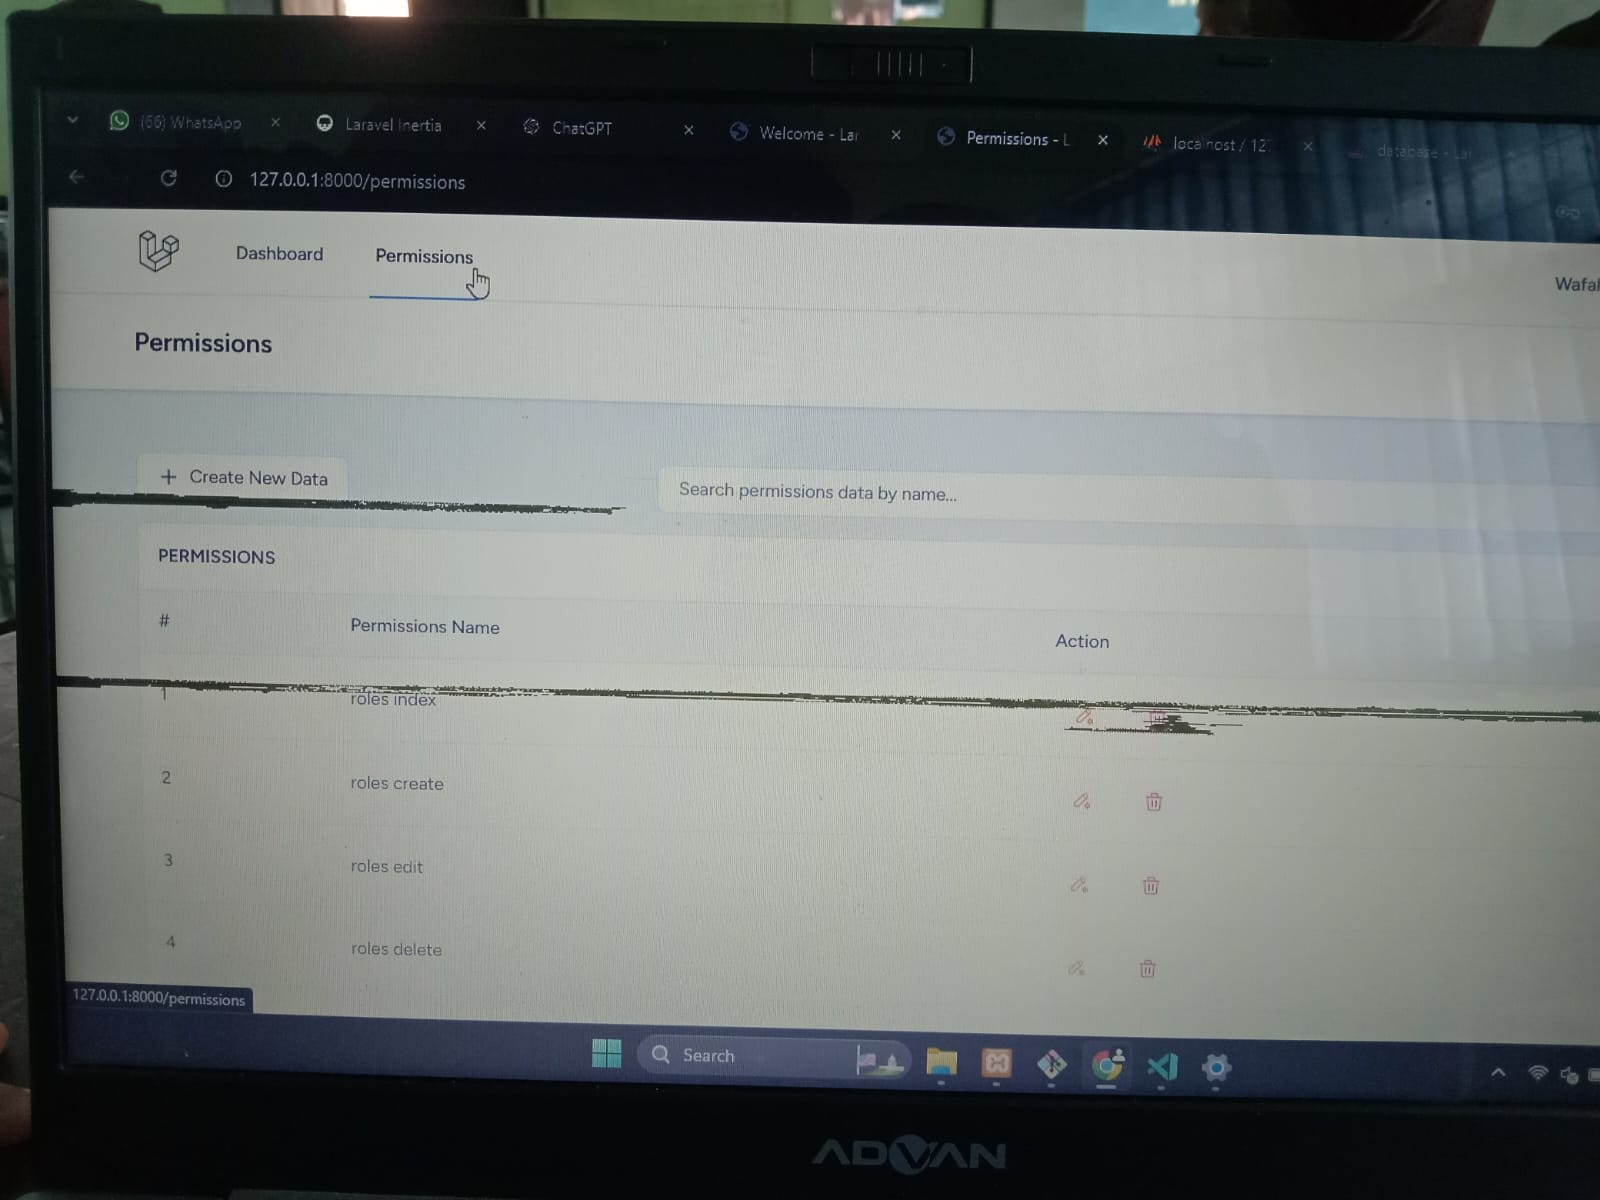 (66) WhatsApp
Laravel Inertia
ChatGPT
Welcome - Lar
Permissions - L
localhost / 12
database - Lar
127.0.0.1:8000/permissions
Dashboard
Permissions
Wafa
Permissions
+ Create New Data
Search permissions data by name...
PERMISSIONS
# Permissions Name Action
1 roles index
2 roles create
3 roles edit
4 roles delete
127.0.0.1:8000/permissions
Search
ADVAN